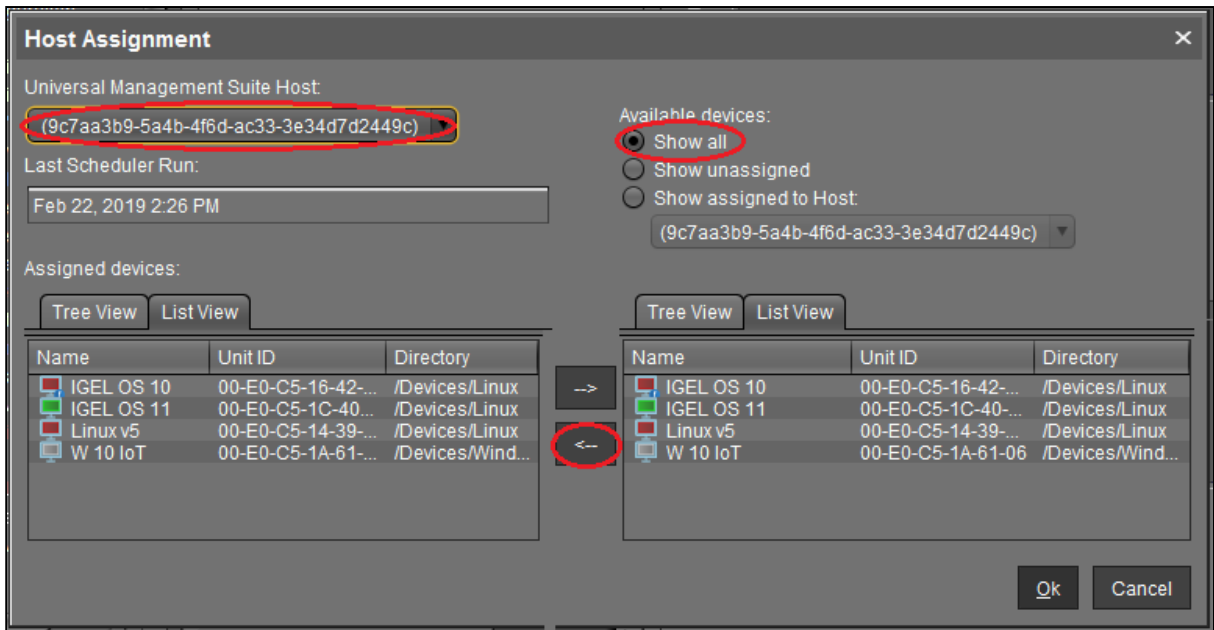 Host Assignment
Universal Management Suite Host:
(9c7aa3b9-5a4b-4f6d-ac33-3e34d7d2449c)
Last Scheduler Run:
Feb 22, 2019 2:26 PM
Available devices:
Show all
Show unassigned
Show assigned to Host:
(9c7aa3b9-5a4b-4f6d-ac33-3e34d7d2449c)
Assigned devices:
Tree View List View
Name Unit ID Directory
IGEL OS 10 00-E0-C5-16-42-... /Devices/Linux
IGEL OS 11 00-E0-C5-1C-40... /Devices/Linux
Linux v5 00-E0-C5-14-39-... /Devices/Linux
W 10 IoT 00-E0-C5-1A-61-... /Devices/Wind...
-->
<--
Tree View List View
Name Unit ID Directory
IGEL OS 10 00-E0-C5-16-42-... /Devices/Linux
IGEL OS 11 00-E0-C5-1C-40-... /Devices/Linux
Linux v5 00-E0-C5-14-39-... /Devices/Linux
W 10 IoT 00-E0-C5-1A-61-06 /Devices/Wind...
Ok Cancel